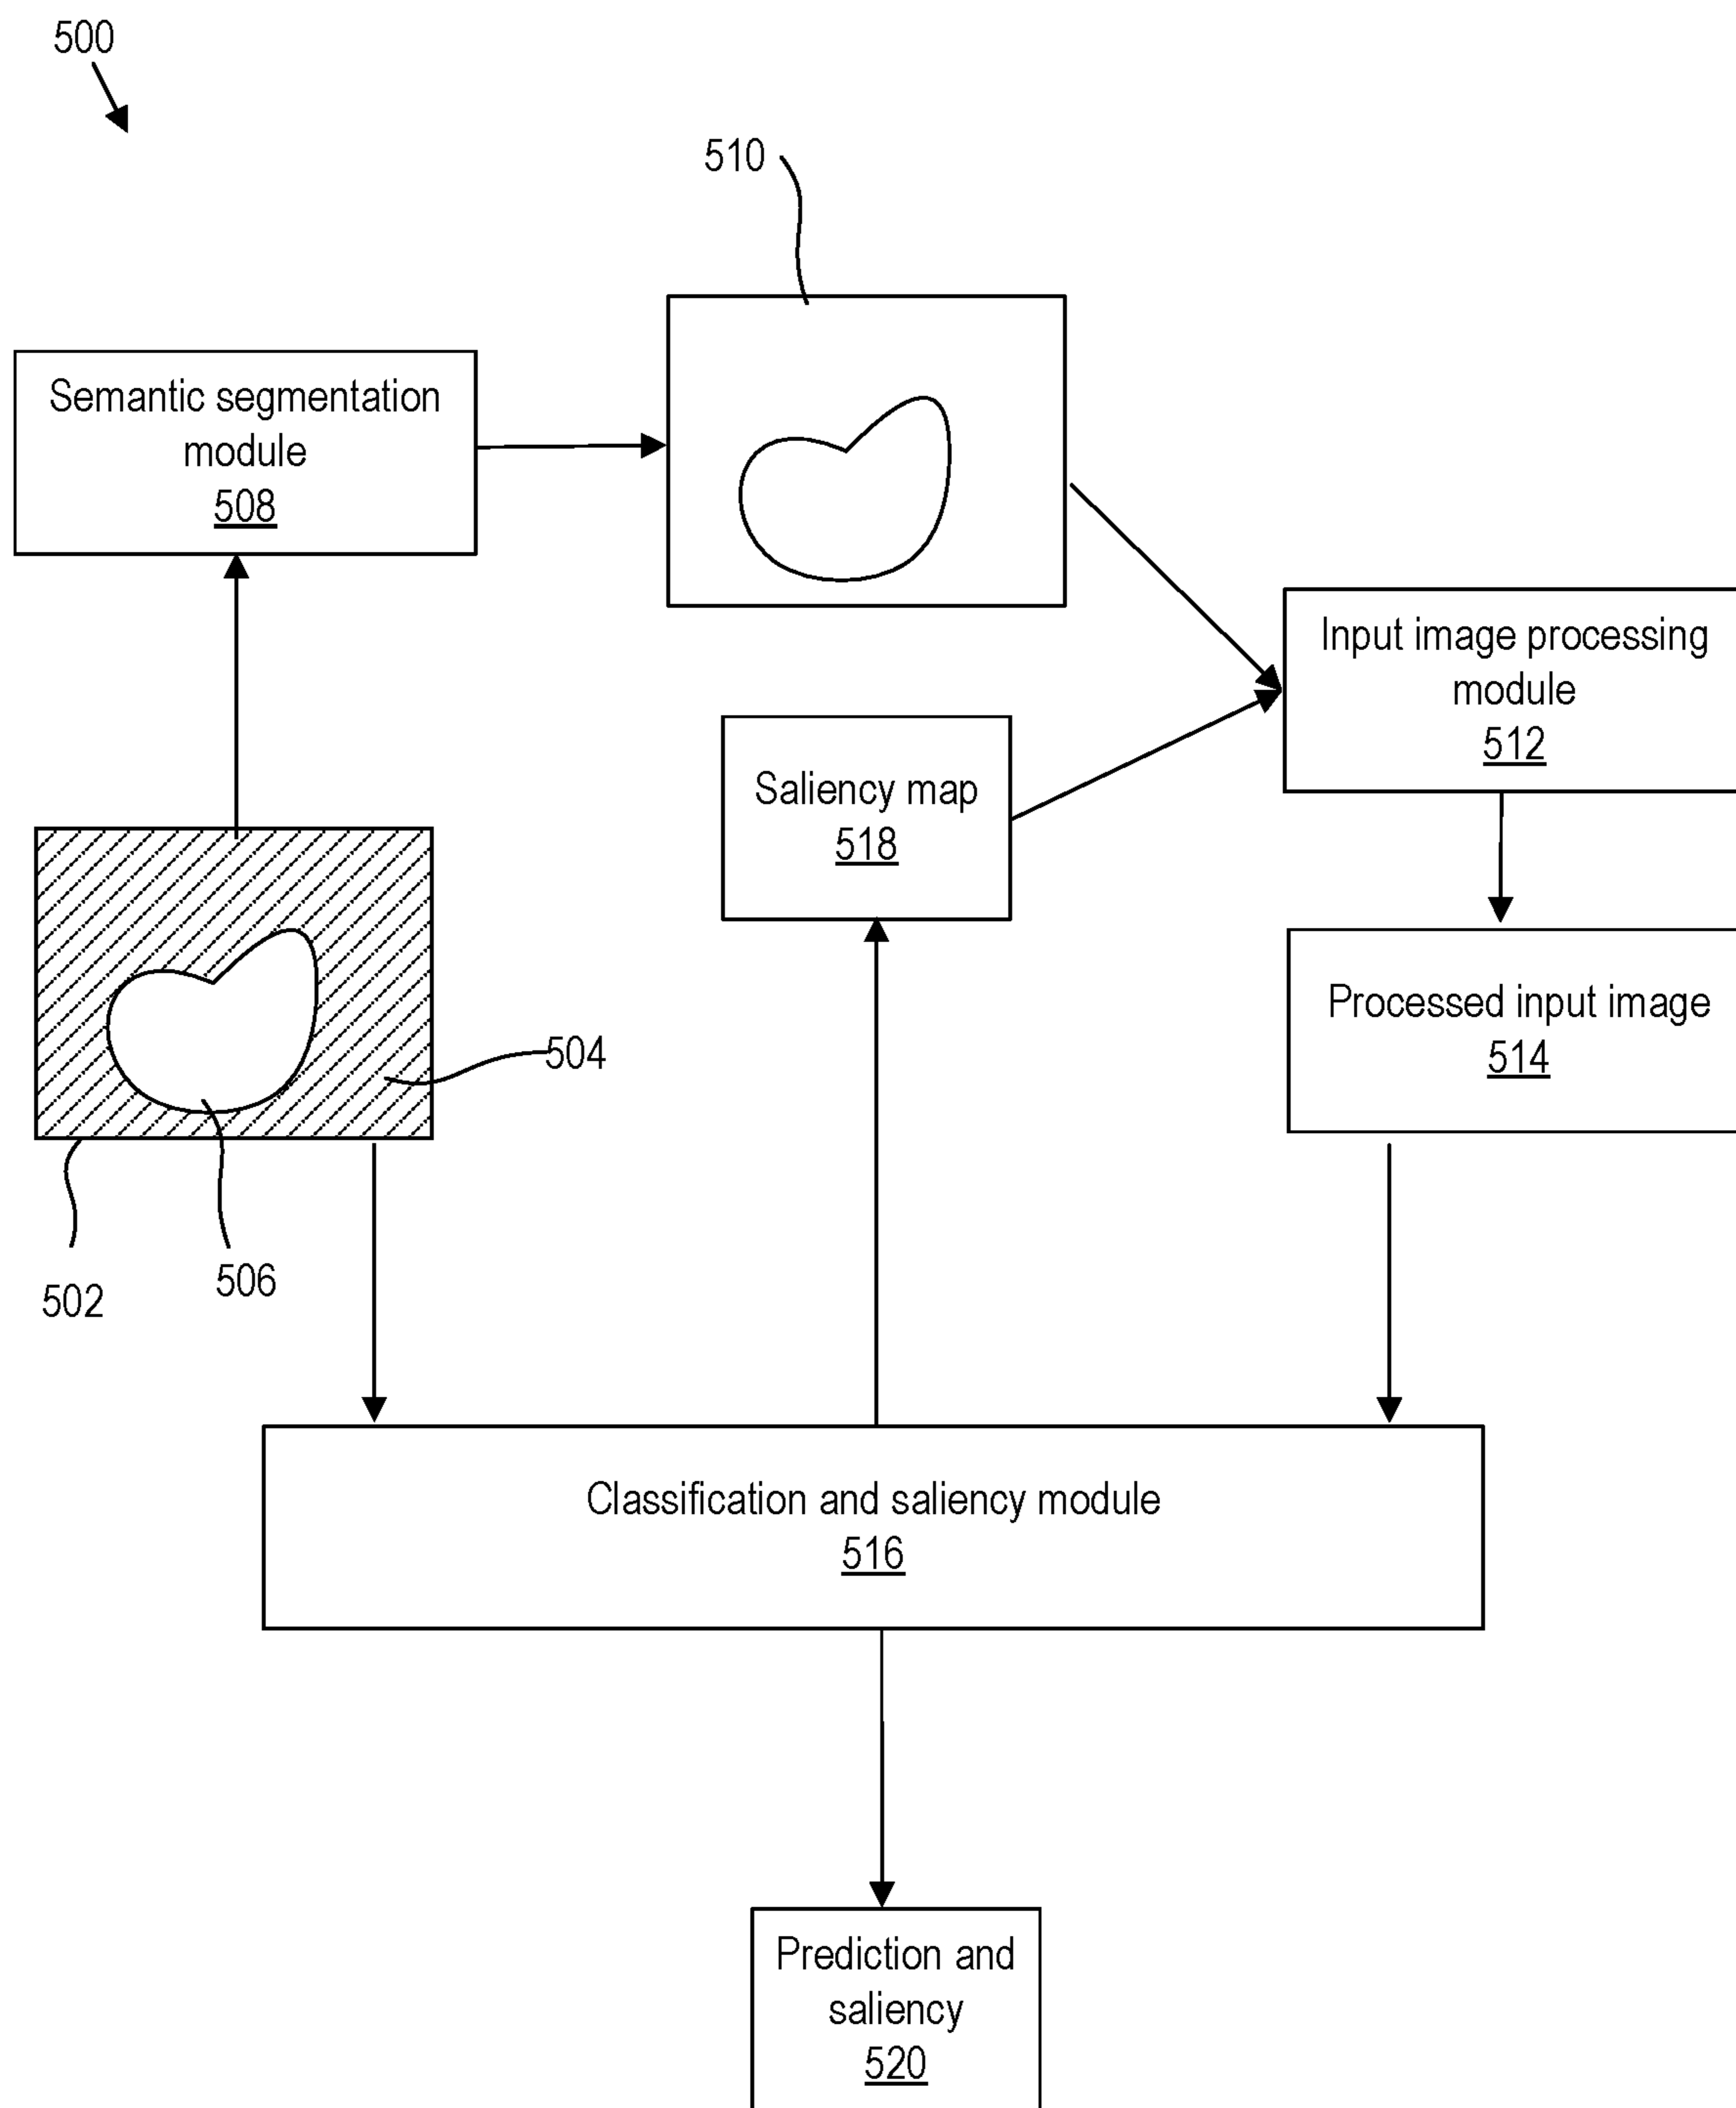 500
510
Semantic segmentation
module
508
Input image processing
module
512
Saliency map
518
Processed input image
514
504
506
502
Classification and saliency module
516
Prediction and
saliency
520